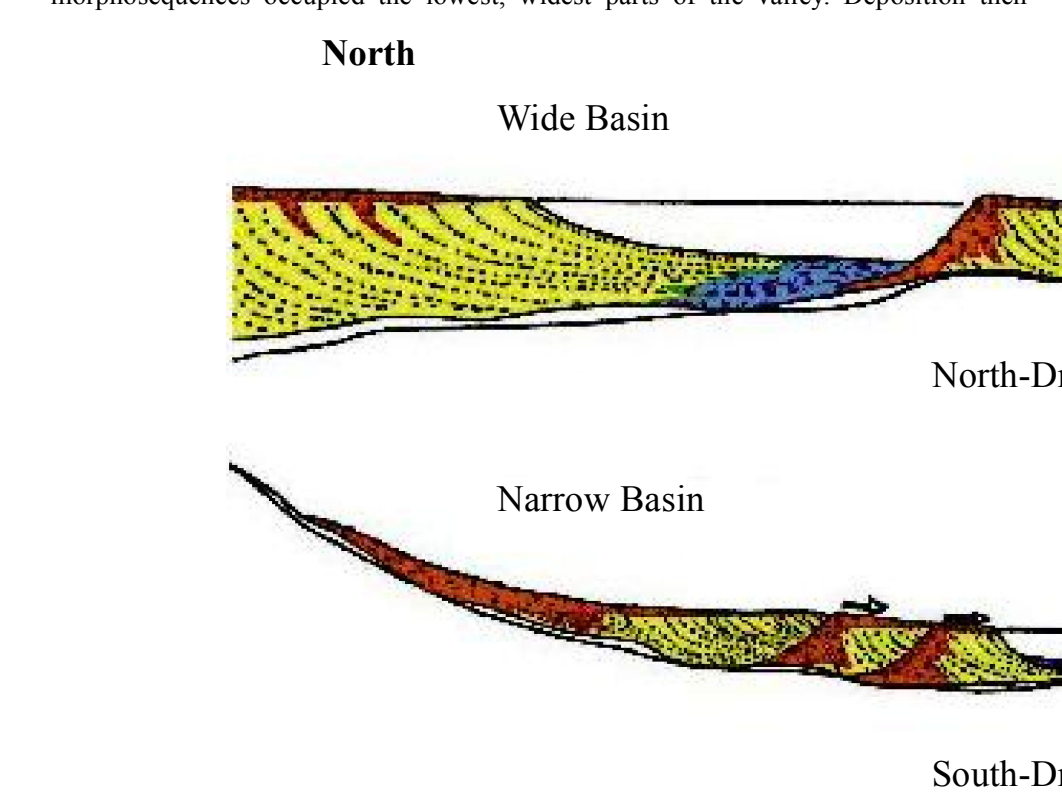 morphosequences occupied the lowest, widest parts of the valley. Deposition then
North
Wide Basin
North-Dr
Narrow Basin
South-Dr